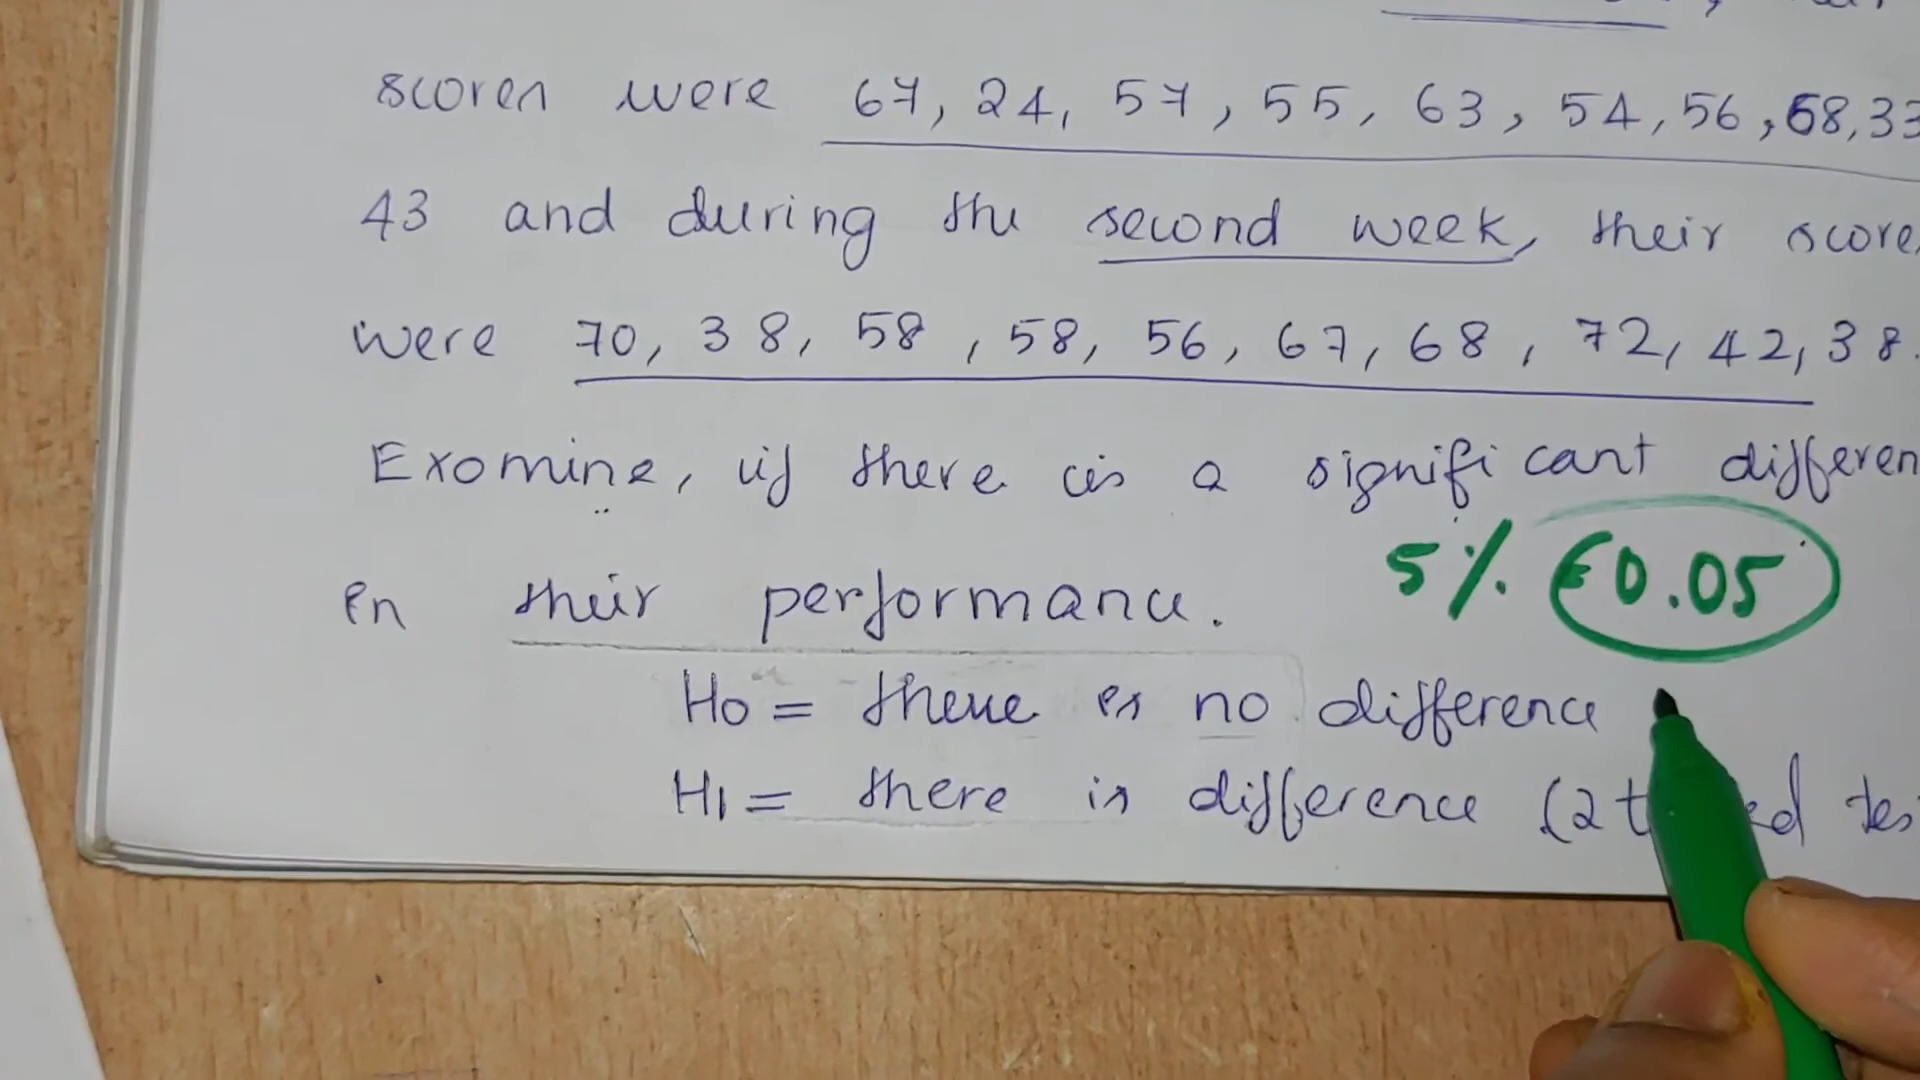 scores were 67, 24, 57, 55, 63, 54, 56, 68, 33
43 and during the second week, their score
were 70, 38, 58, 58, 56, 67, 68, 72, 42, 38.
Examine, if there is a significant differen
in their performance. 5% 0.05
H0 = there is no difference
H1 = there is difference (2